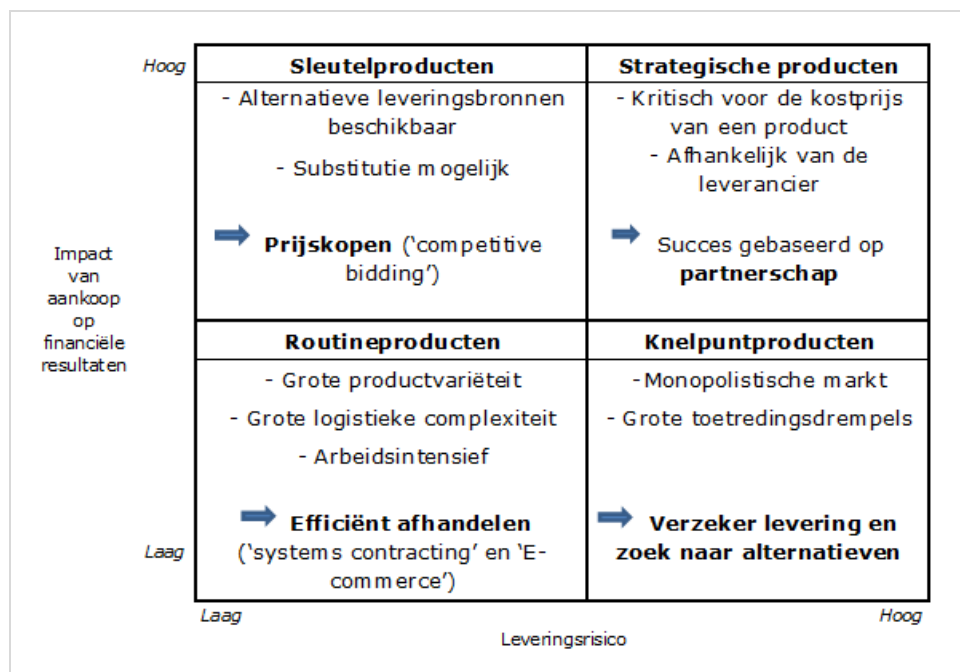 Hoog
Sleutelproducten
- Alternatieve leveringsbronnen
beschikbaar
- Substitutie mogelijk
Prijskopen (‘competitive
bidding’)
Strategische producten
- Kritisch voor de kostprijs
van een product
- Afhankelijk van de
leverancier
Succes gebaseerd op
partnerschap
Impact
van
aankoop
op
financiële
resultaten
Routineproducten
- Grote productvariëteit
- Grote logistieke complexiteit
- Arbeidsintensief
Efficiënt afhandelen
(‘systems contracting’ en ‘E-
commerce’)
Knelpuntproducten
-Monopolistische markt
- Grote toetredingsdrempels
Verzeker levering en
zoek naar alternatieven
Laag
Laag
Hoog
Leveringsrisico